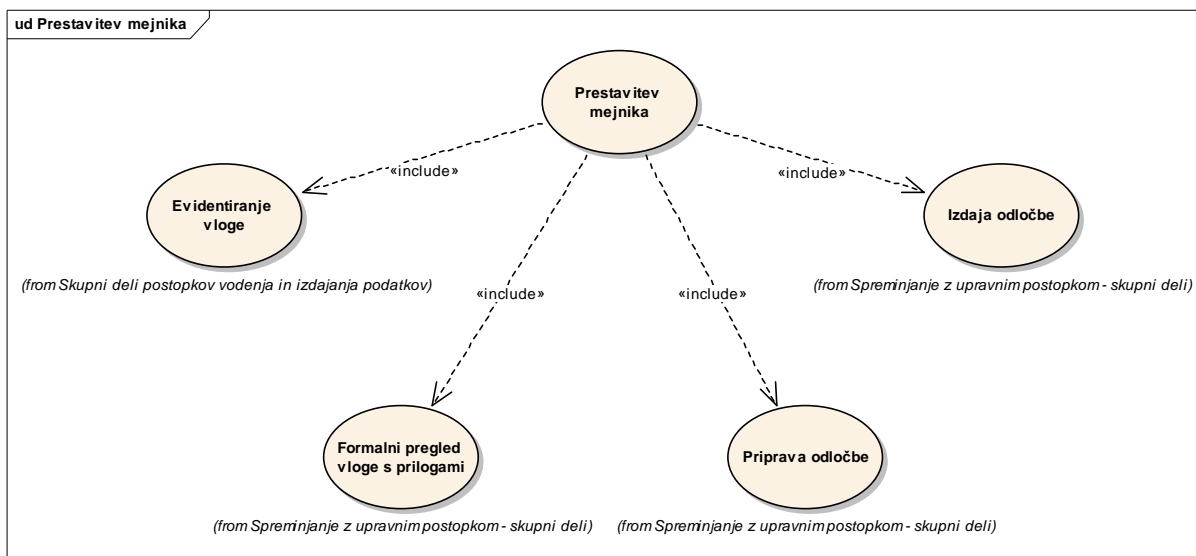 ud Prestavitev mejnika
Prestavitev
mejnika
«include»
«include»
Evidentiranje
vloge
Izdaja odločbe
(from Skupni deli postopkov vodenja in izdajanja podatkov)
(from Spreminjanje z upravnim postopkom - skupni deli)
«include»
«include»
Formalni pregled
vloge s prilogami
Priprava odločbe
(from Spreminjanje z upravnim postopkom - skupni deli)
(from Spreminjanje z upravnim postopkom - skupni deli)